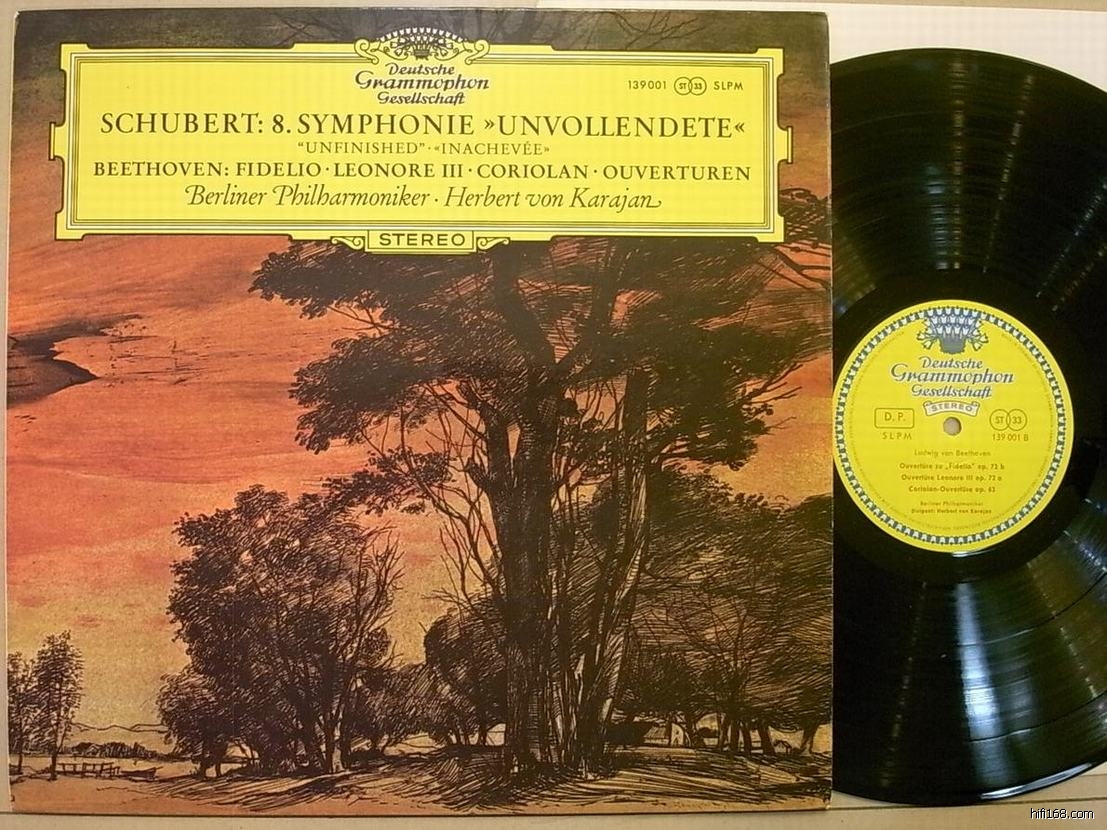 Deutsche
Grammophon
Gesellschaft
139001 ST 33 SLPM
SCHUBERT: 8. SYMPHONIE »UNVOLLENDETE«
"UNFINISHED" · «INACHEVÉE»
BEETHOVEN: FIDELIO · LEONORE III · CORIOLAN · OUVERTUREN
Berliner Philharmoniker · Herbert von Karajan
STEREO
Deutsche
Grammophon
Gesellschaft
STEREO
D. P.
ST 33
SLPM
139 001 B
Ludwig van Beethoven
Ouvertüre zu „Fidelio" op. 72 b
Ouvertüre Leonore III op. 72 a
Coriolan-Ouvertüre op. 62
Berliner Philharmoniker
Dirigent: Herbert von Karajan
hifi168.com